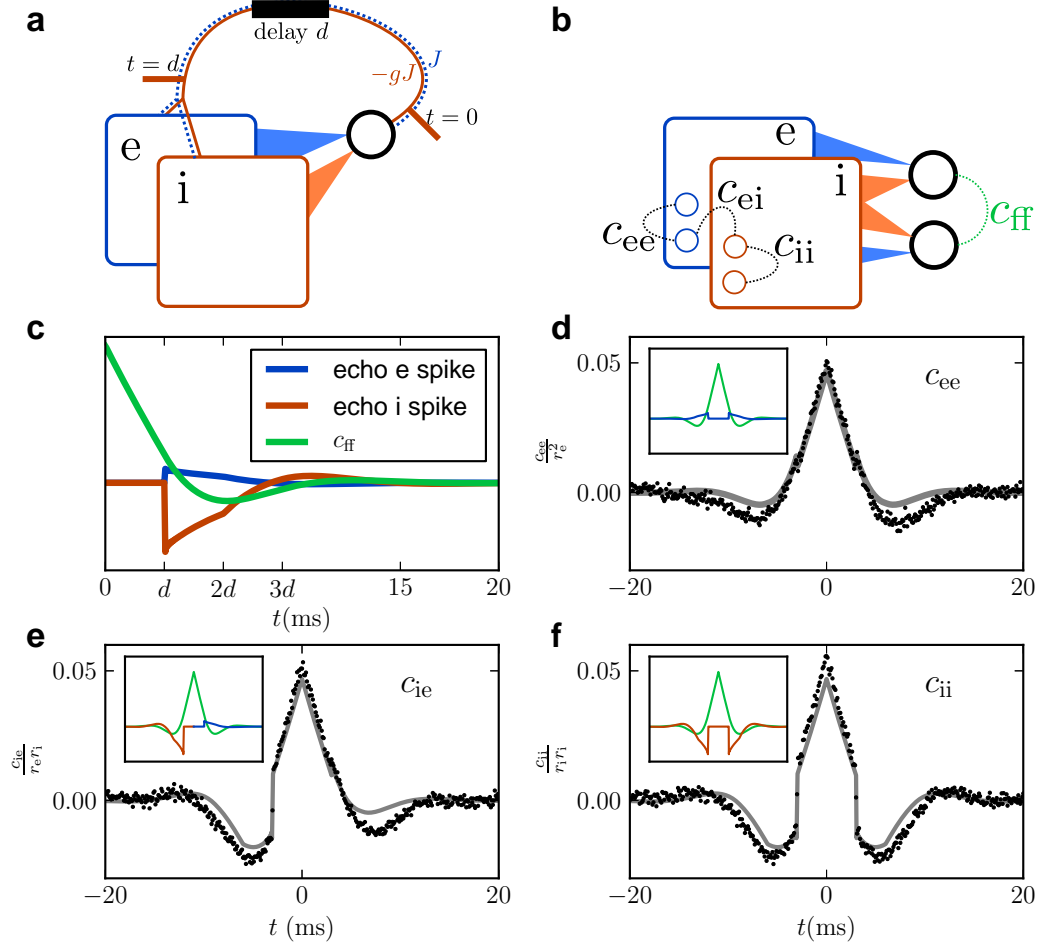 a
delay d
t = d
J
−gJ
t = 0
e
i
b
e
i
c_ei
c_ee
c_ii
c_ff
c
echo e spike
echo i spike
c_ff
0 d 2d 3d 15 20
t(ms)
d
c_ee
0.05
0.00
c_ee / r_e^2
−20 0 20
e
c_ie
0.05
0.00
c_ie / r_e r_i
−20 0 20
t (ms)
f
c_ii
0.05
0.00
c_ii / r_i r_i
−20 0 20
t (ms)